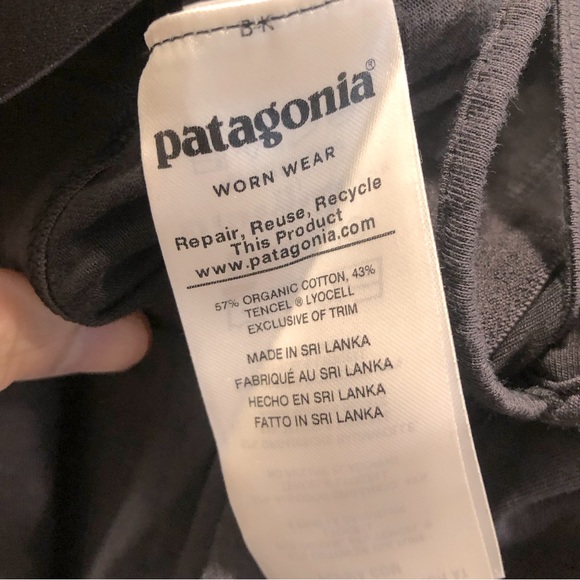 BK
patagonia®
WORN WEAR
Repair, Reuse, Recycle
This Product
www.patagonia.com
57% ORGANIC COTTON, 43%
TENCEL ® LYOCELL
EXCLUSIVE OF TRIM
MADE IN SRI LANKA
FABRIQUÉ AU SRI LANKA
HECHO EN SRI LANKA
FATTO IN SRI LANKA